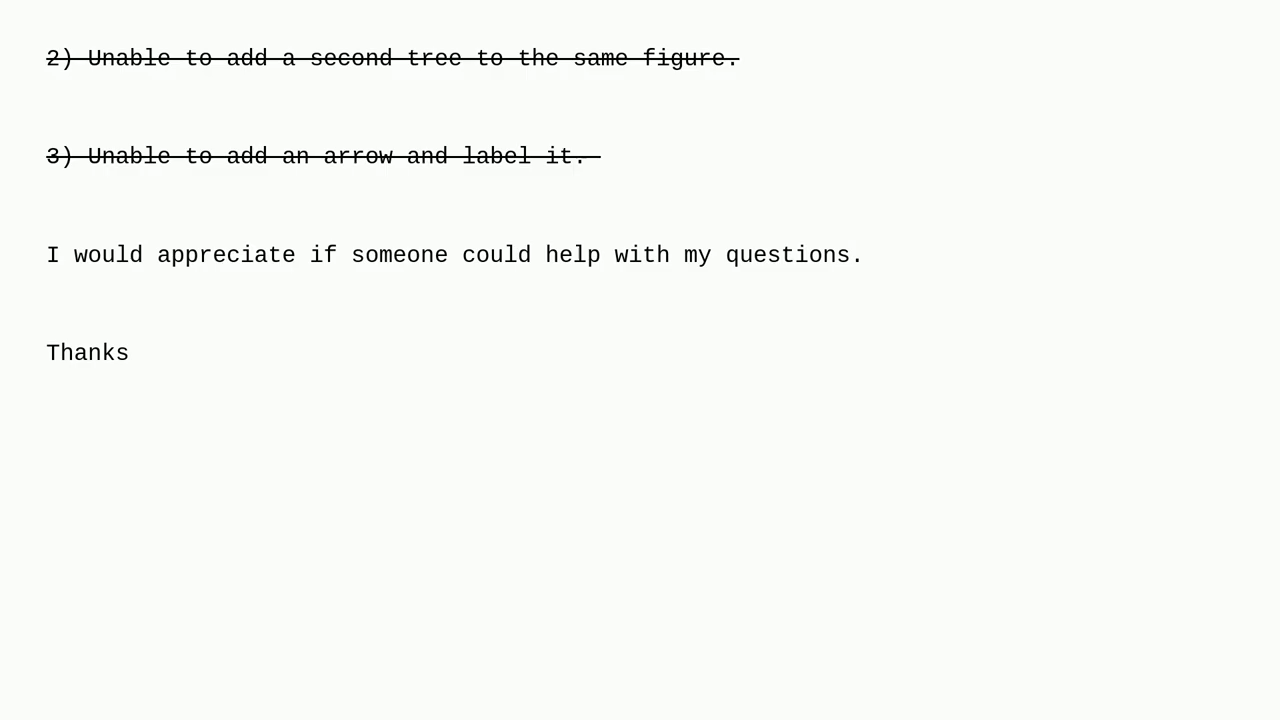 2) Unable to add a second tree to the same figure.
3) Unable to add an arrow and label it.
I would appreciate if someone could help with my questions.
Thanks